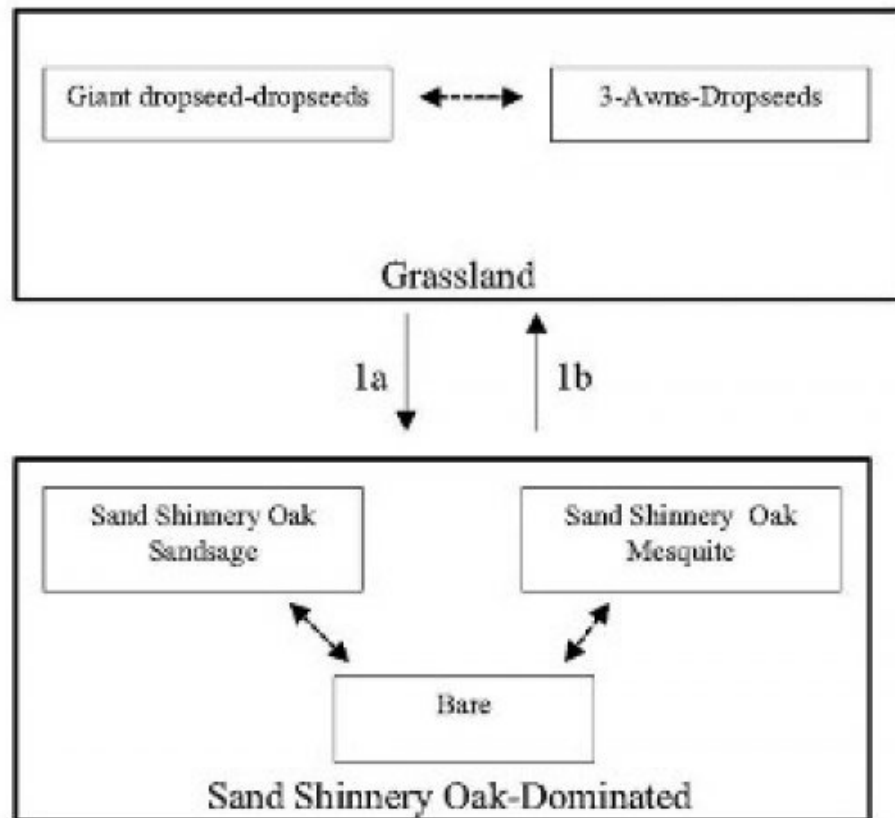 Giant dropseed-dropseeds
3-Awns-Dropseeds
Grassland
1a
1b
Sand Shinnery Oak
Sandsage
Sand Shinnery Oak
Mesquite
Bare
Sand Shinnery Oak-Dominated